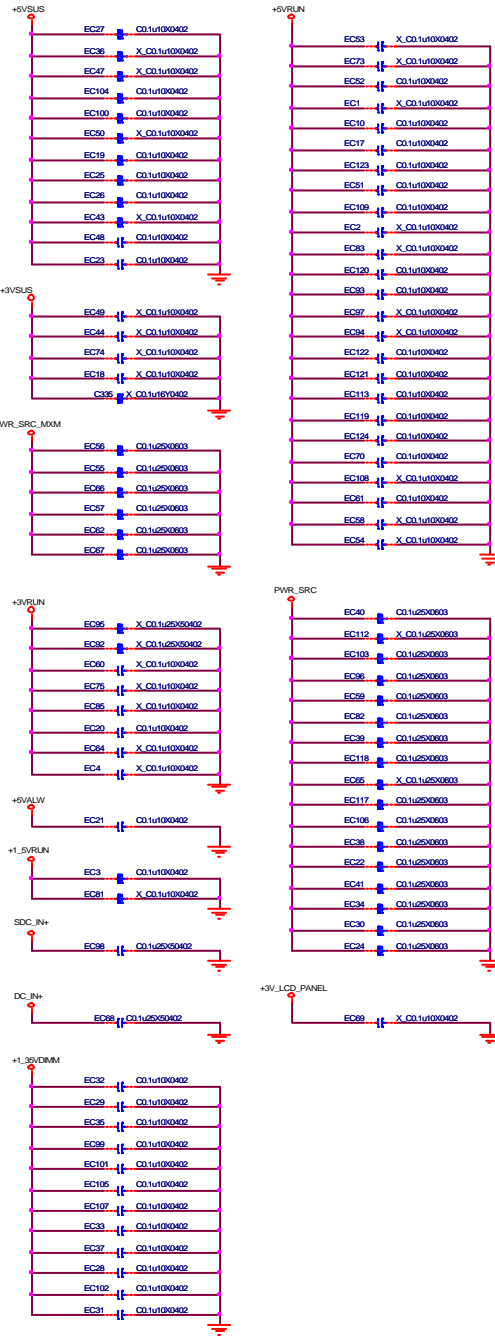 +5VSUS
EC27 C0.1u10X0402
EC36 X_C0.1u10X0402
EC47 X_C0.1u10X0402
EC104 C0.1u10X0402
EC100 C0.1u10X0402
EC50 X_C0.1u10X0402
EC19 C0.1u10X0402
EC25 C0.1u10X0402
EC26 C0.1u10X0402
EC43 X_C0.1u10X0402
EC48 C0.1u10X0402
EC23 C0.1u10X0402
+3VSUS
EC49 X_C0.1u10X0402
EC44 X_C0.1u10X0402
EC74 X_C0.1u10X0402
EC18 X_C0.1u10X0402
C335 X_C0.1u16Y0402
WR_SRC_MXM
EC56 C0.1u25X0603
EC55 C0.1u25X0603
EC66 C0.1u25X0603
EC57 C0.1u25X0603
EC62 C0.1u25X0603
EC67 C0.1u25X0603
+3VRUN
EC95 X_C0.1u25X50402
EC92 X_C0.1u25X50402
EC60 X_C0.1u10X0402
EC75 X_C0.1u10X0402
EC85 X_C0.1u10X0402
EC20 C0.1u10X0402
EC64 X_C0.1u10X0402
EC4 X_C0.1u10X0402
+5VALW
EC21 C0.1u10X0402
+1_5VRUN
EC3 C0.1u10X0402
EC81 X_C0.1u10X0402
SDC_IN+
EC98 C0.1u25X50402
DC_IN+
EC68 C0.1u25X50402
+1_35VDIMM
EC32 C0.1u10X0402
EC29 C0.1u10X0402
EC35 C0.1u10X0402
EC99 C0.1u10X0402
EC101 C0.1u10X0402
EC105 C0.1u10X0402
EC107 C0.1u10X0402
EC33 C0.1u10X0402
EC37 C0.1u10X0402
EC28 C0.1u10X0402
EC102 C0.1u10X0402
EC31 C0.1u10X0402
+5VRUN
EC53 X_C0.1u10X0402
EC73 X_C0.1u10X0402
EC52 C0.1u10X0402
EC1 X_C0.1u10X0402
EC10 C0.1u10X0402
EC17 C0.1u10X0402
EC123 C0.1u10X0402
EC51 C0.1u10X0402
EC109 C0.1u10X0402
EC2 X_C0.1u10X0402
EC83 X_C0.1u10X0402
EC120 C0.1u10X0402
EC93 C0.1u10X0402
EC97 X_C0.1u10X0402
EC94 X_C0.1u10X0402
EC122 C0.1u10X0402
EC121 C0.1u10X0402
EC113 C0.1u10X0402
EC119 C0.1u10X0402
EC124 C0.1u10X0402
EC70 C0.1u10X0402
EC108 X_C0.1u10X0402
EC61 C0.1u10X0402
EC58 X_C0.1u10X0402
EC54 X_C0.1u10X0402
PWR_SRC
EC40 C0.1u25X0603
EC112 X_C0.1u25X0603
EC103 C0.1u25X0603
EC96 C0.1u25X0603
EC59 C0.1u25X0603
EC82 C0.1u25X0603
EC39 C0.1u25X0603
EC118 C0.1u25X0603
EC65 X_C0.1u25X0603
EC117 C0.1u25X0603
EC106 C0.1u25X0603
EC38 C0.1u25X0603
EC22 C0.1u25X0603
EC41 C0.1u25X0603
EC34 C0.1u25X0603
EC30 C0.1u25X0603
EC24 C0.1u25X0603
+3V_LCD_PANEL
EC69 X_C0.1u10X0402